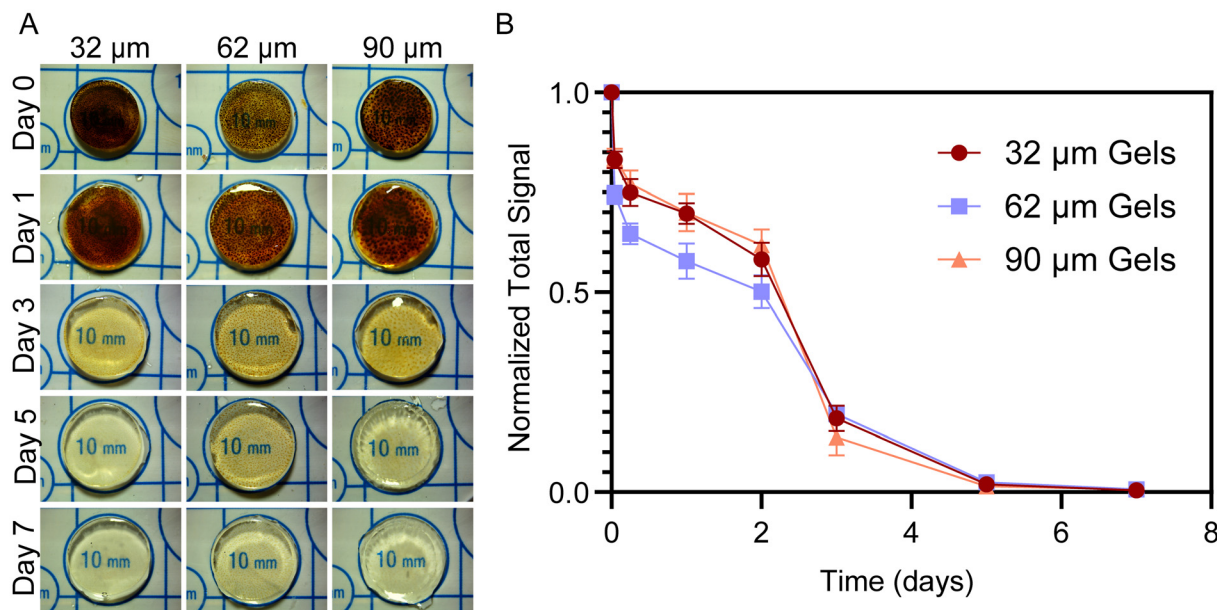 A
32 µm 62 µm 90 µm
Day 0
10 mm
10 mm
Day 1
10 mm
10 mm
10
Day 3
10 mm
10 mm
10 mm
Day 5
10 mm
10 mm
10 mm
Day 7
10 mm
10 mm
10 mm
B
Normalized Total Signal
1.0
0.5
0.0
0 2 4 6 8
Time (days)
32 µm Gels
62 µm Gels
90 µm Gels